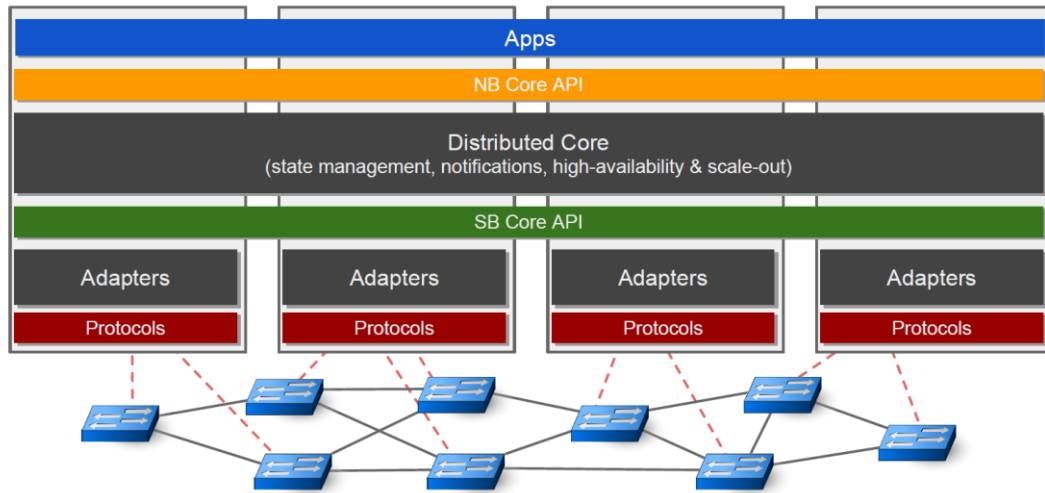 Apps
NB Core API
Distributed Core
(state management, notifications, high-availability & scale-out)
SB Core API
Adapters
Adapters
Adapters
Adapters
Protocols
Protocols
Protocols
Protocols